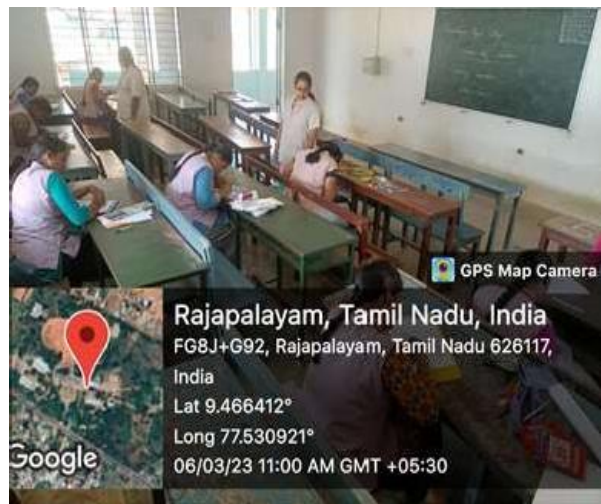 GPS Map Camera
Rajapalayam, Tamil Nadu, India
FG8J+G92, Rajapalayam, Tamil Nadu 626117,
India
Lat 9.466412°
Long 77.530921°
06/03/23 11:00 AM GMT +05:30
Google